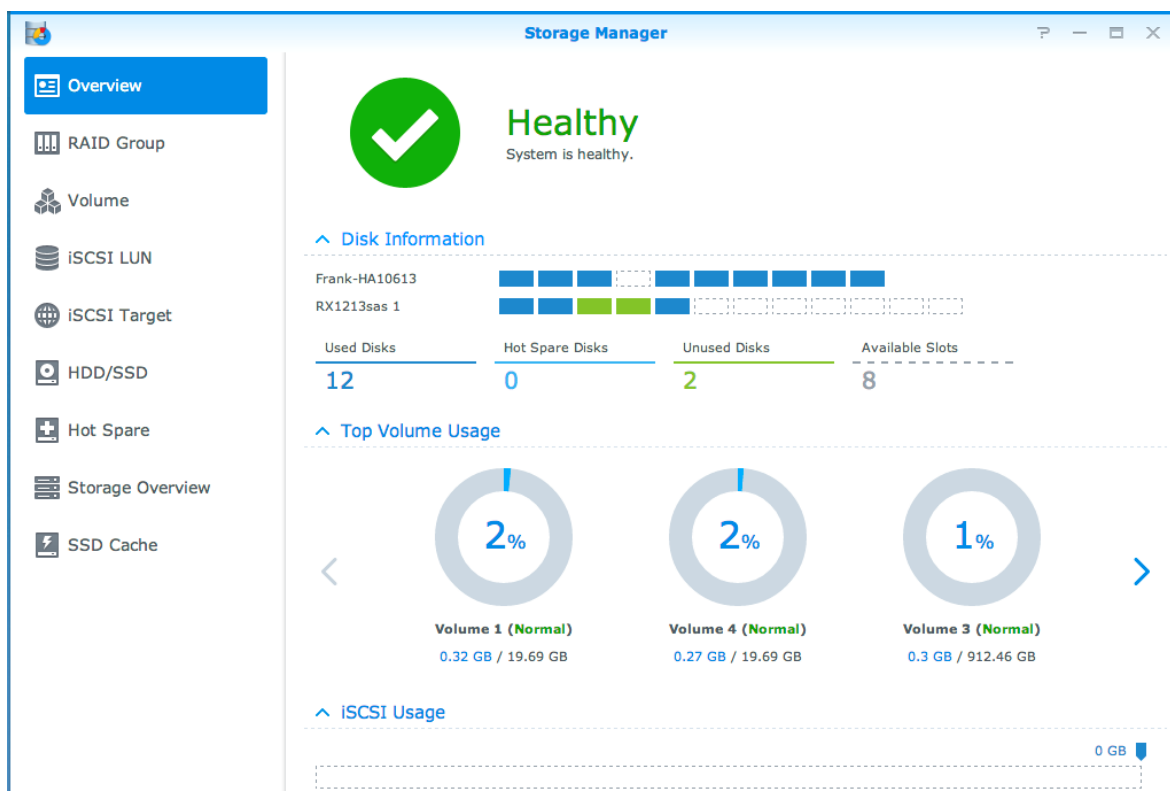 Storage Manager
Overview
RAID Group
Volume
iSCSI LUN
iSCSI Target
HDD/SSD
Hot Spare
Storage Overview
SSD Cache
Healthy
System is healthy.
Disk Information
Frank-HA10613
RX1213sas 1
Used Disks Hot Spare Disks Unused Disks Available Slots
12 0 2 8
Top Volume Usage
2% 2% 1%
Volume 1 (Normal) Volume 4 (Normal) Volume 3 (Normal)
0.32 GB / 19.69 GB 0.27 GB / 19.69 GB 0.3 GB / 912.46 GB
iSCSI Usage
0 GB